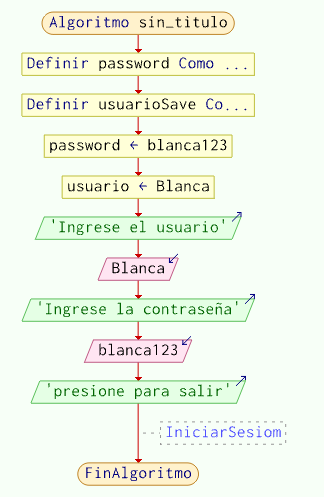 Algoritmo sin_titulo
Definir password Como ...
Definir usuarioSave Co...
password ← blanca123
usuario ← Blanca
'Ingrese el usuario'
Blanca
'Ingrese la contraseña'
blanca123
'presione para salir'
IniciarSesiom
FinAlgoritmo